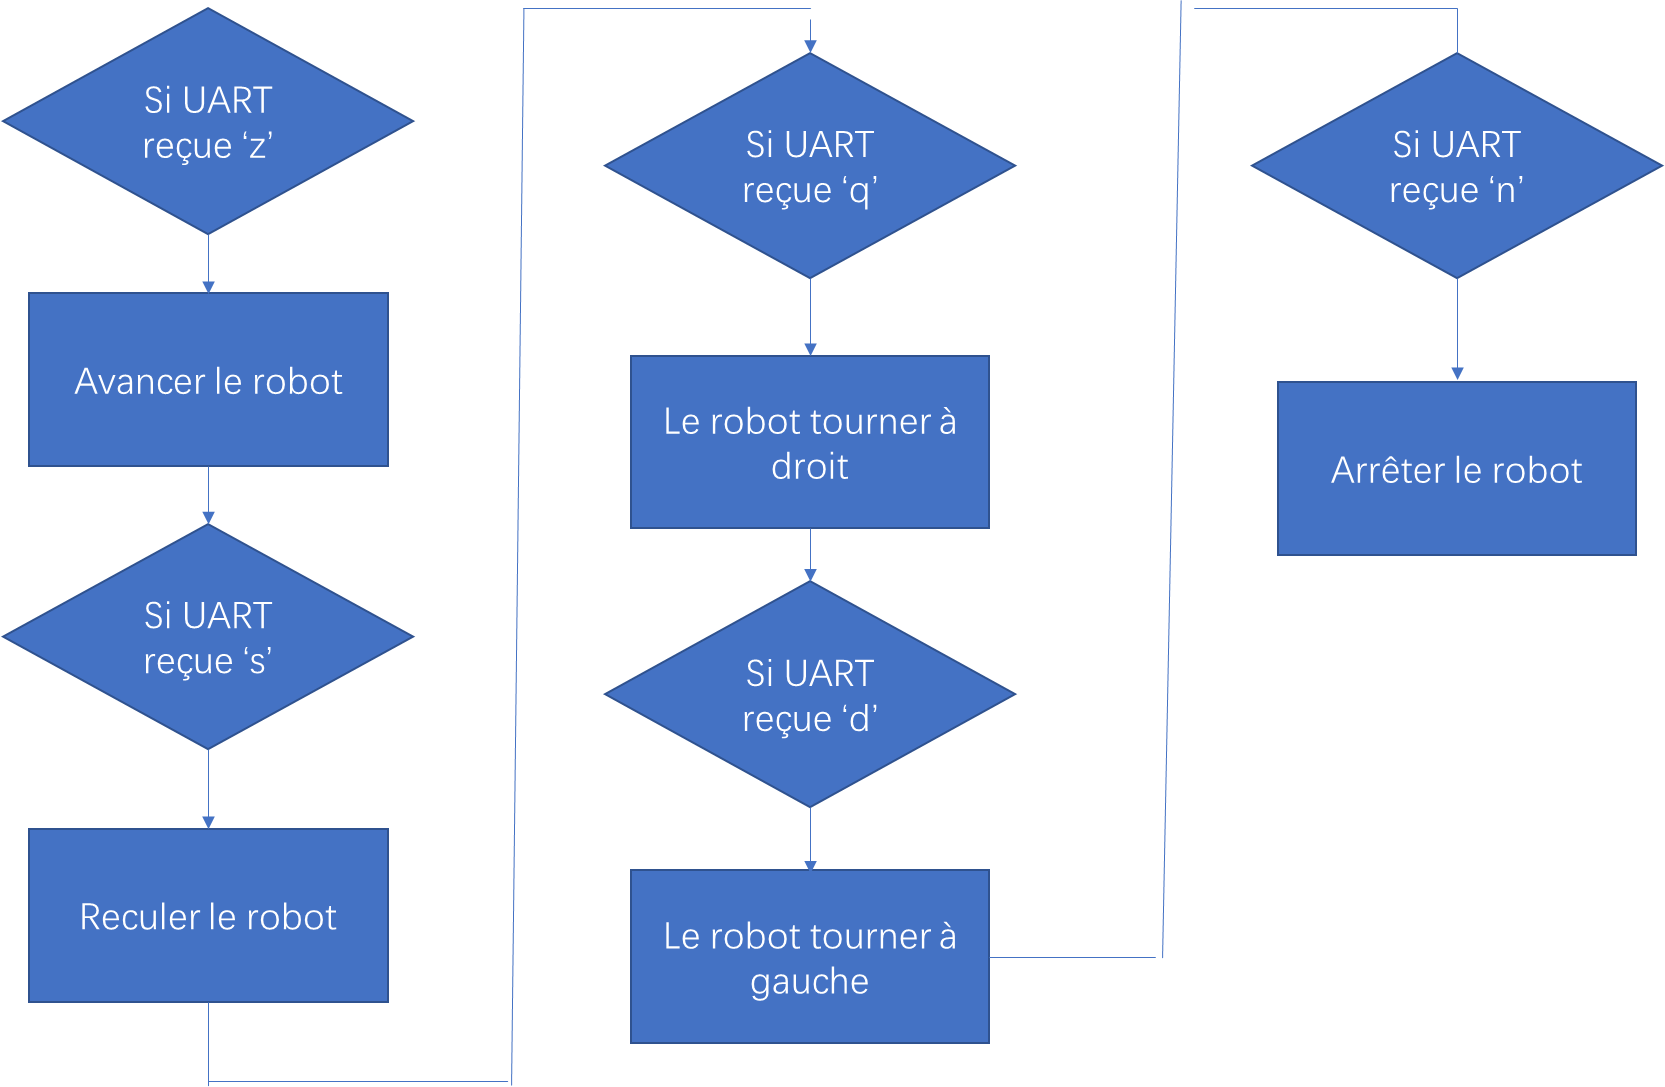 Si UART
reçue ‘z’
Avancer le robot
Si UART
reçue ‘s’
Reculer le robot
Si UART
reçue ‘q’
Le robot tourner à
droit
Si UART
reçue ‘d’
Le robot tourner à
gauche
Si UART
reçue ‘n’
Arrêter le robot